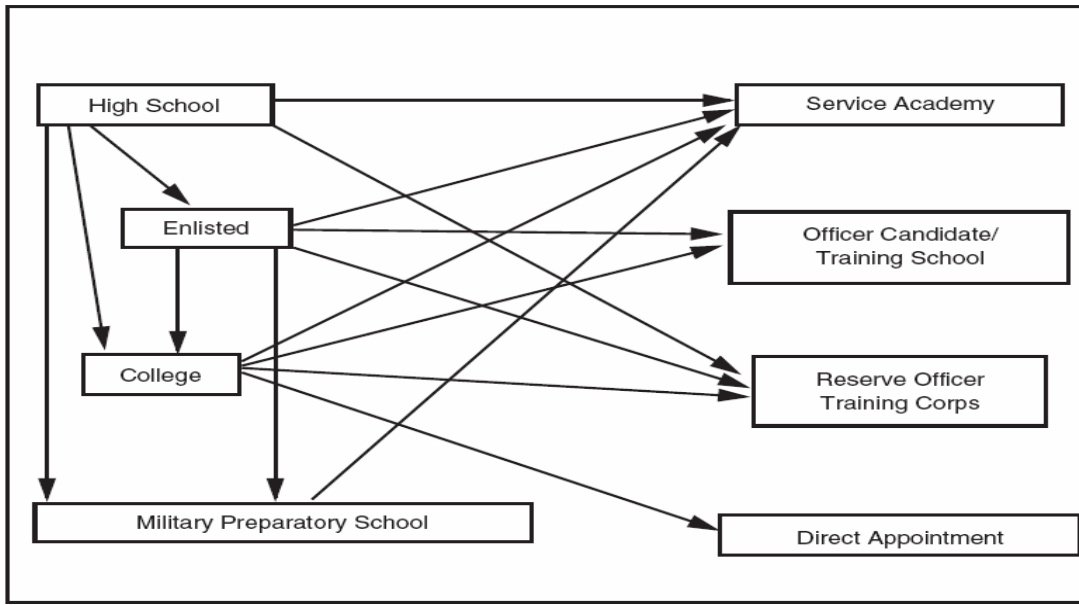 High School
Service Academy
Enlisted
Officer Candidate/
Training School
College
Reserve Officer
Training Corps
Military Preparatory School
Direct Appointment